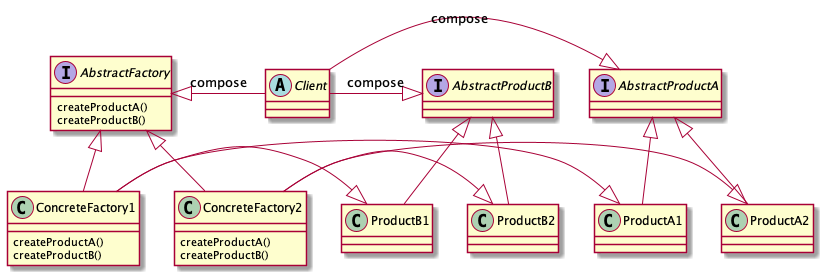 compose
I AbstractFactory
createProductA()
createProductB()
compose
A Client
compose
I AbstractProductB
I AbstractProductA
C ConcreteFactory1
createProductA()
createProductB()
C ConcreteFactory2
createProductA()
createProductB()
C ProductB1
C ProductB2
C ProductA1
C ProductA2